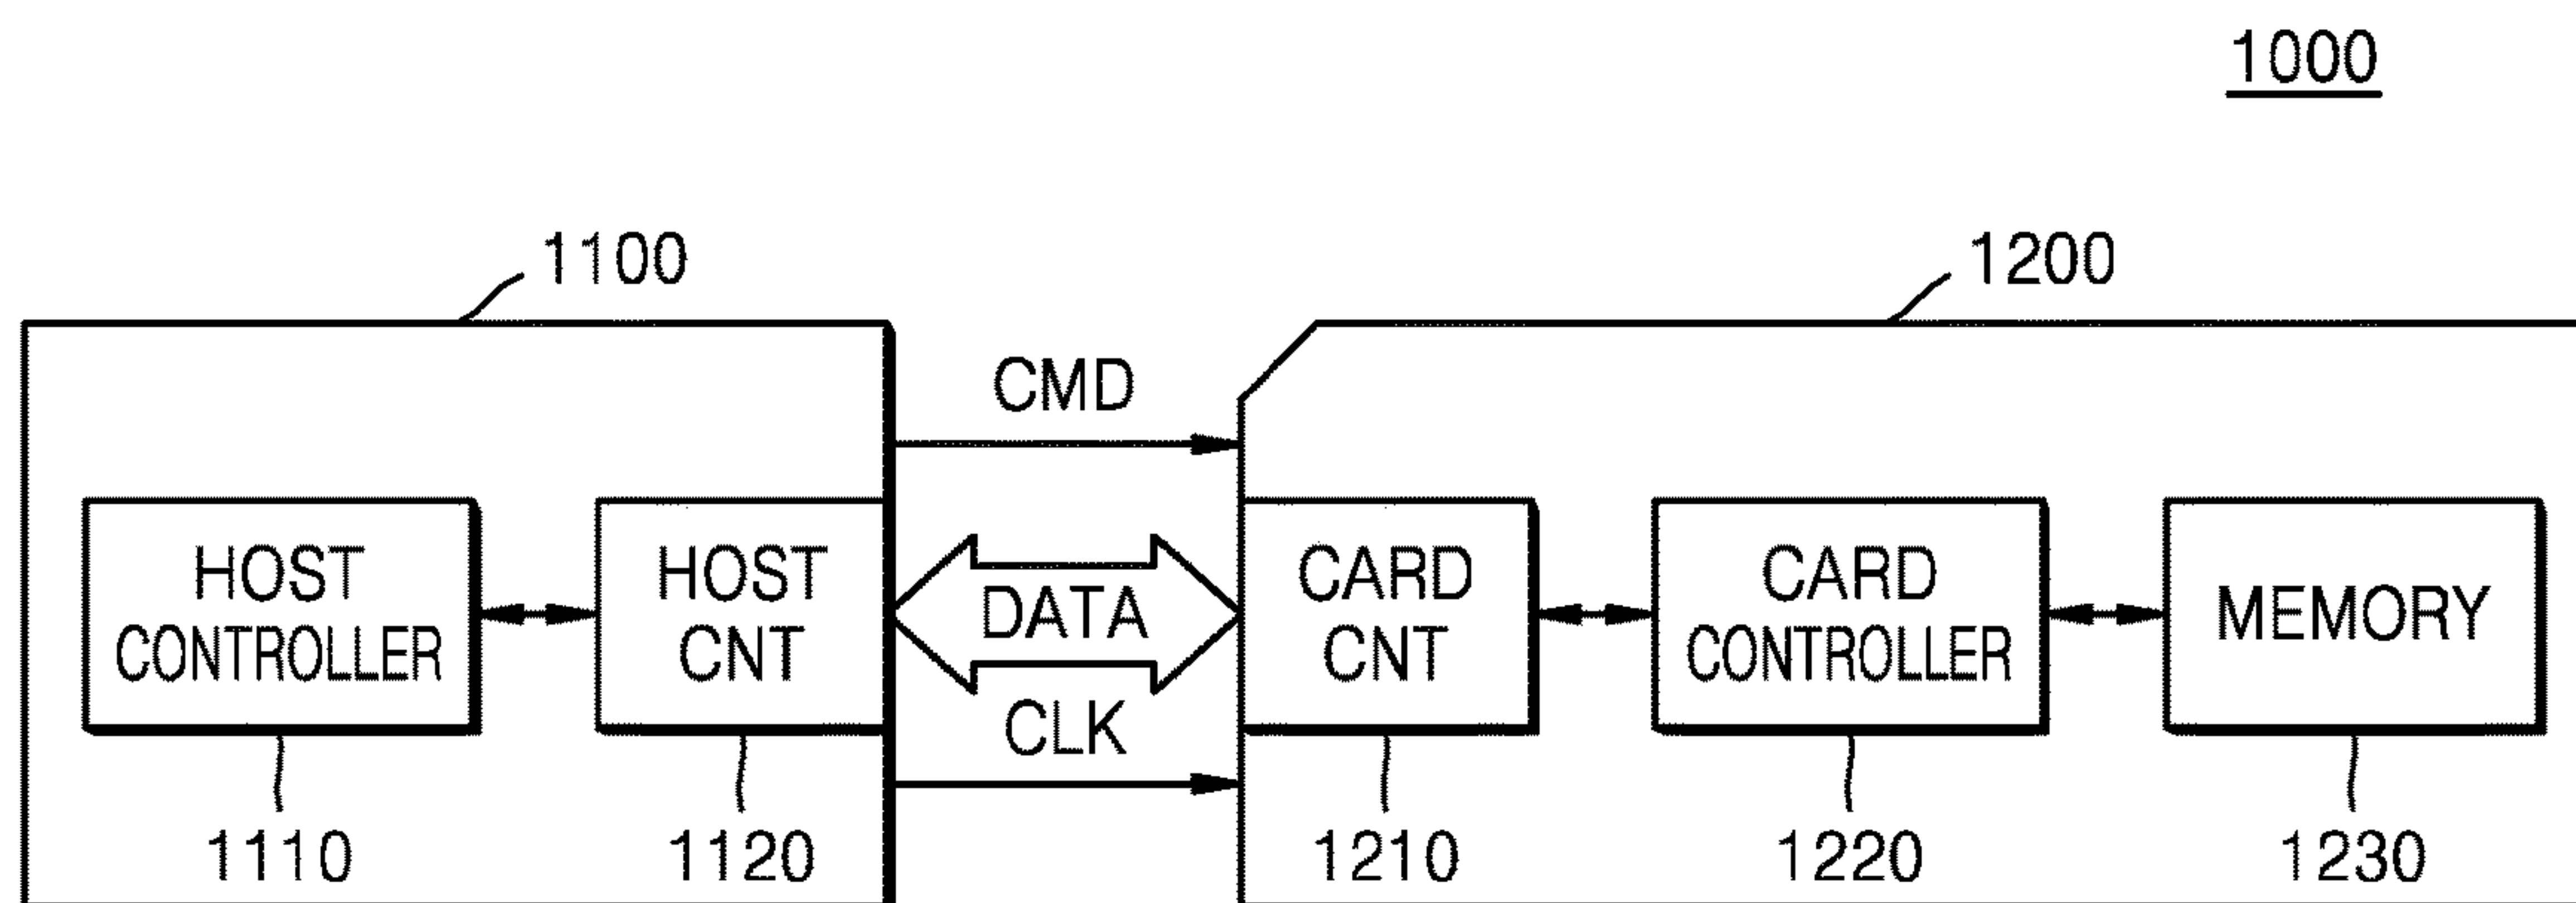 1000
1100
1200
CMD
HOST
CONTROLLER
HOST
CNT
DATA
CLK
CARD
CNT
CARD
CONTROLLER
MEMORY
1110
1120
1210
1220
1230